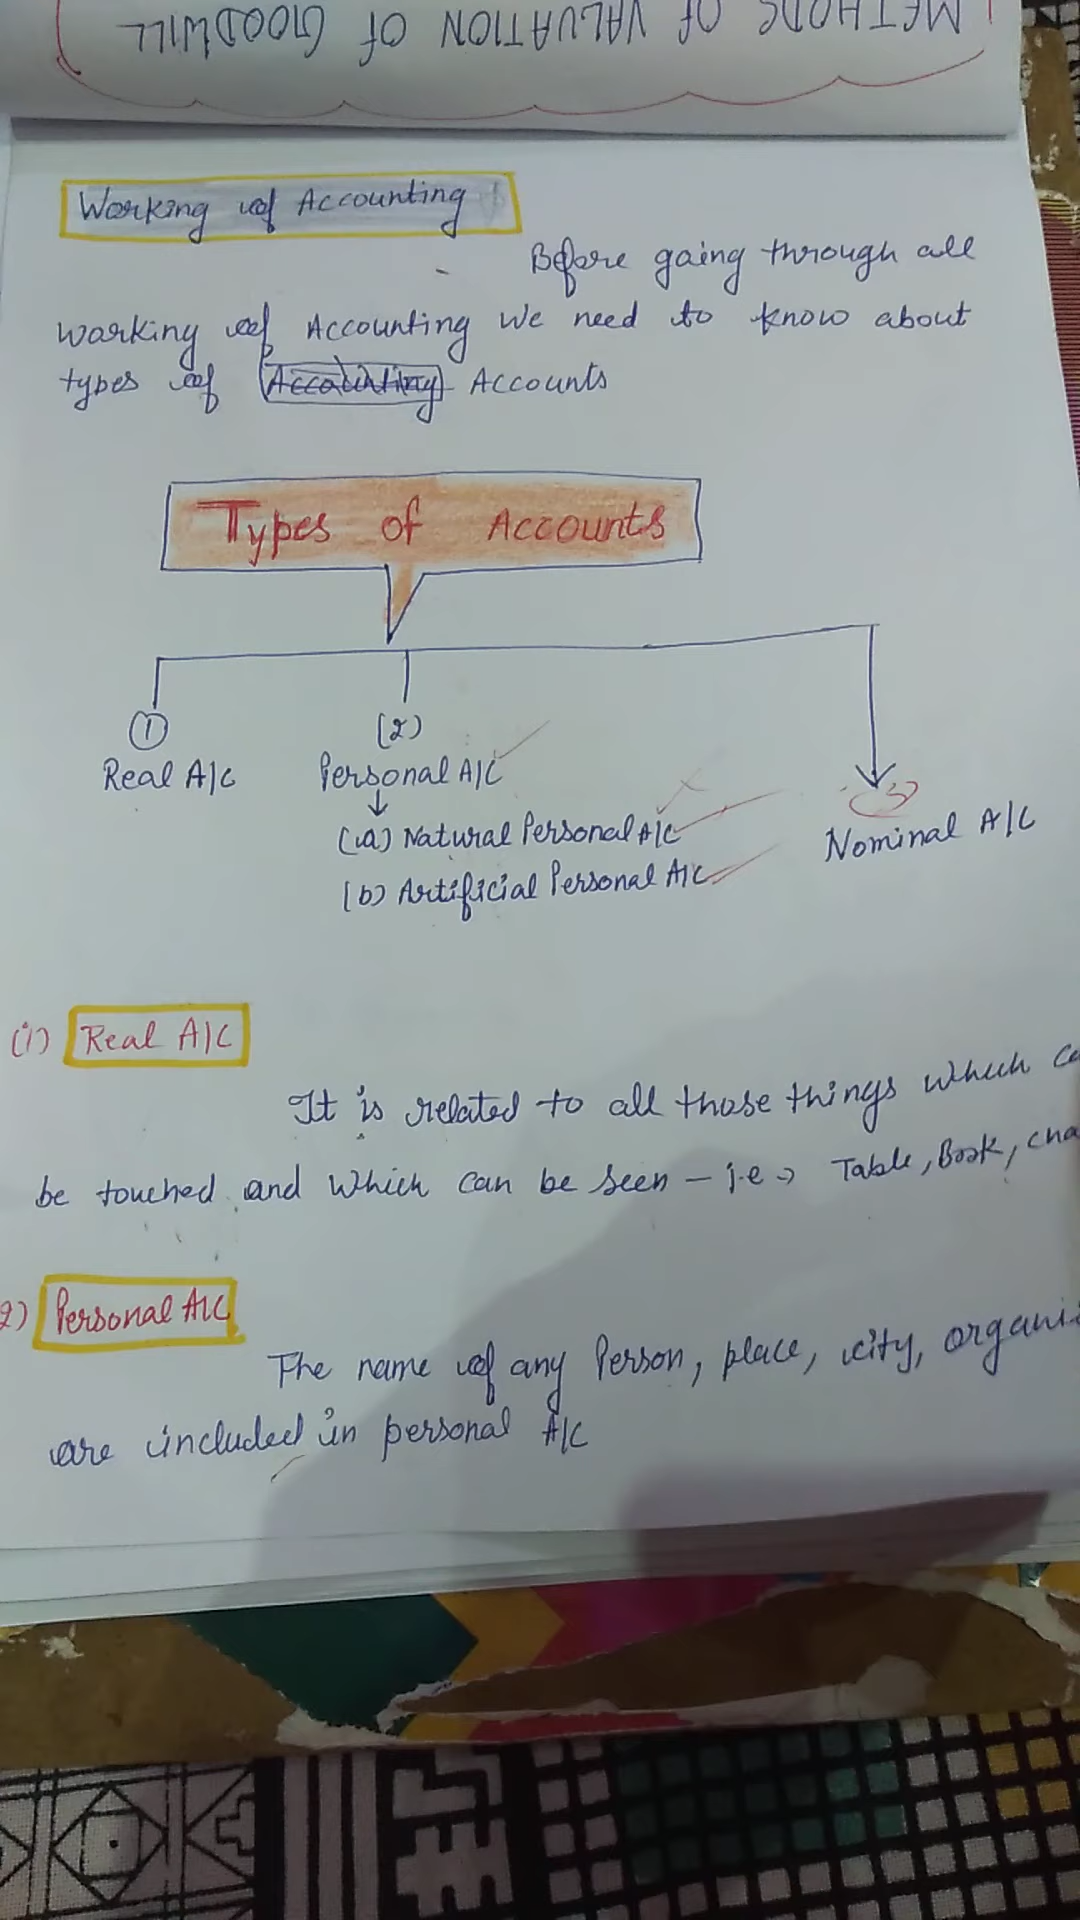 METHODS OF VALUATION OF GOODWILL
Working of Accounting
Before going through all
working of Accounting We need to know about
types of Accounting Accounts
Types of Accounts
1 (2) (3)
Real A/C Personal A/C Nominal A/C
(a) Natural Personal A/C
(b) Artificial Personal A/C
(i) Real A/C
It is related to all those things which
be touched and which can be seen – i.e → Table, Book,
2) Personal A/C
The name of any Person, place, city,
are included in personal A/C